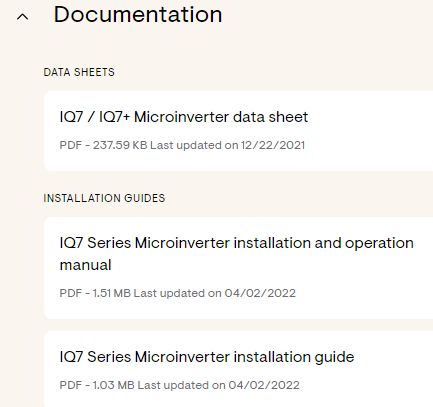 Documentation
DATA SHEETS
IQ7 / IQ7+ Microinverter data sheet
PDF - 237.59 KB Last updated on 12/22/2021
INSTALLATION GUIDES
IQ7 Series Microinverter installation and operation
manual
PDF - 1.51 MB Last updated on 04/02/2022
IQ7 Series Microinverter installation guide
PDF - 1.03 MB Last updated on 04/02/2022